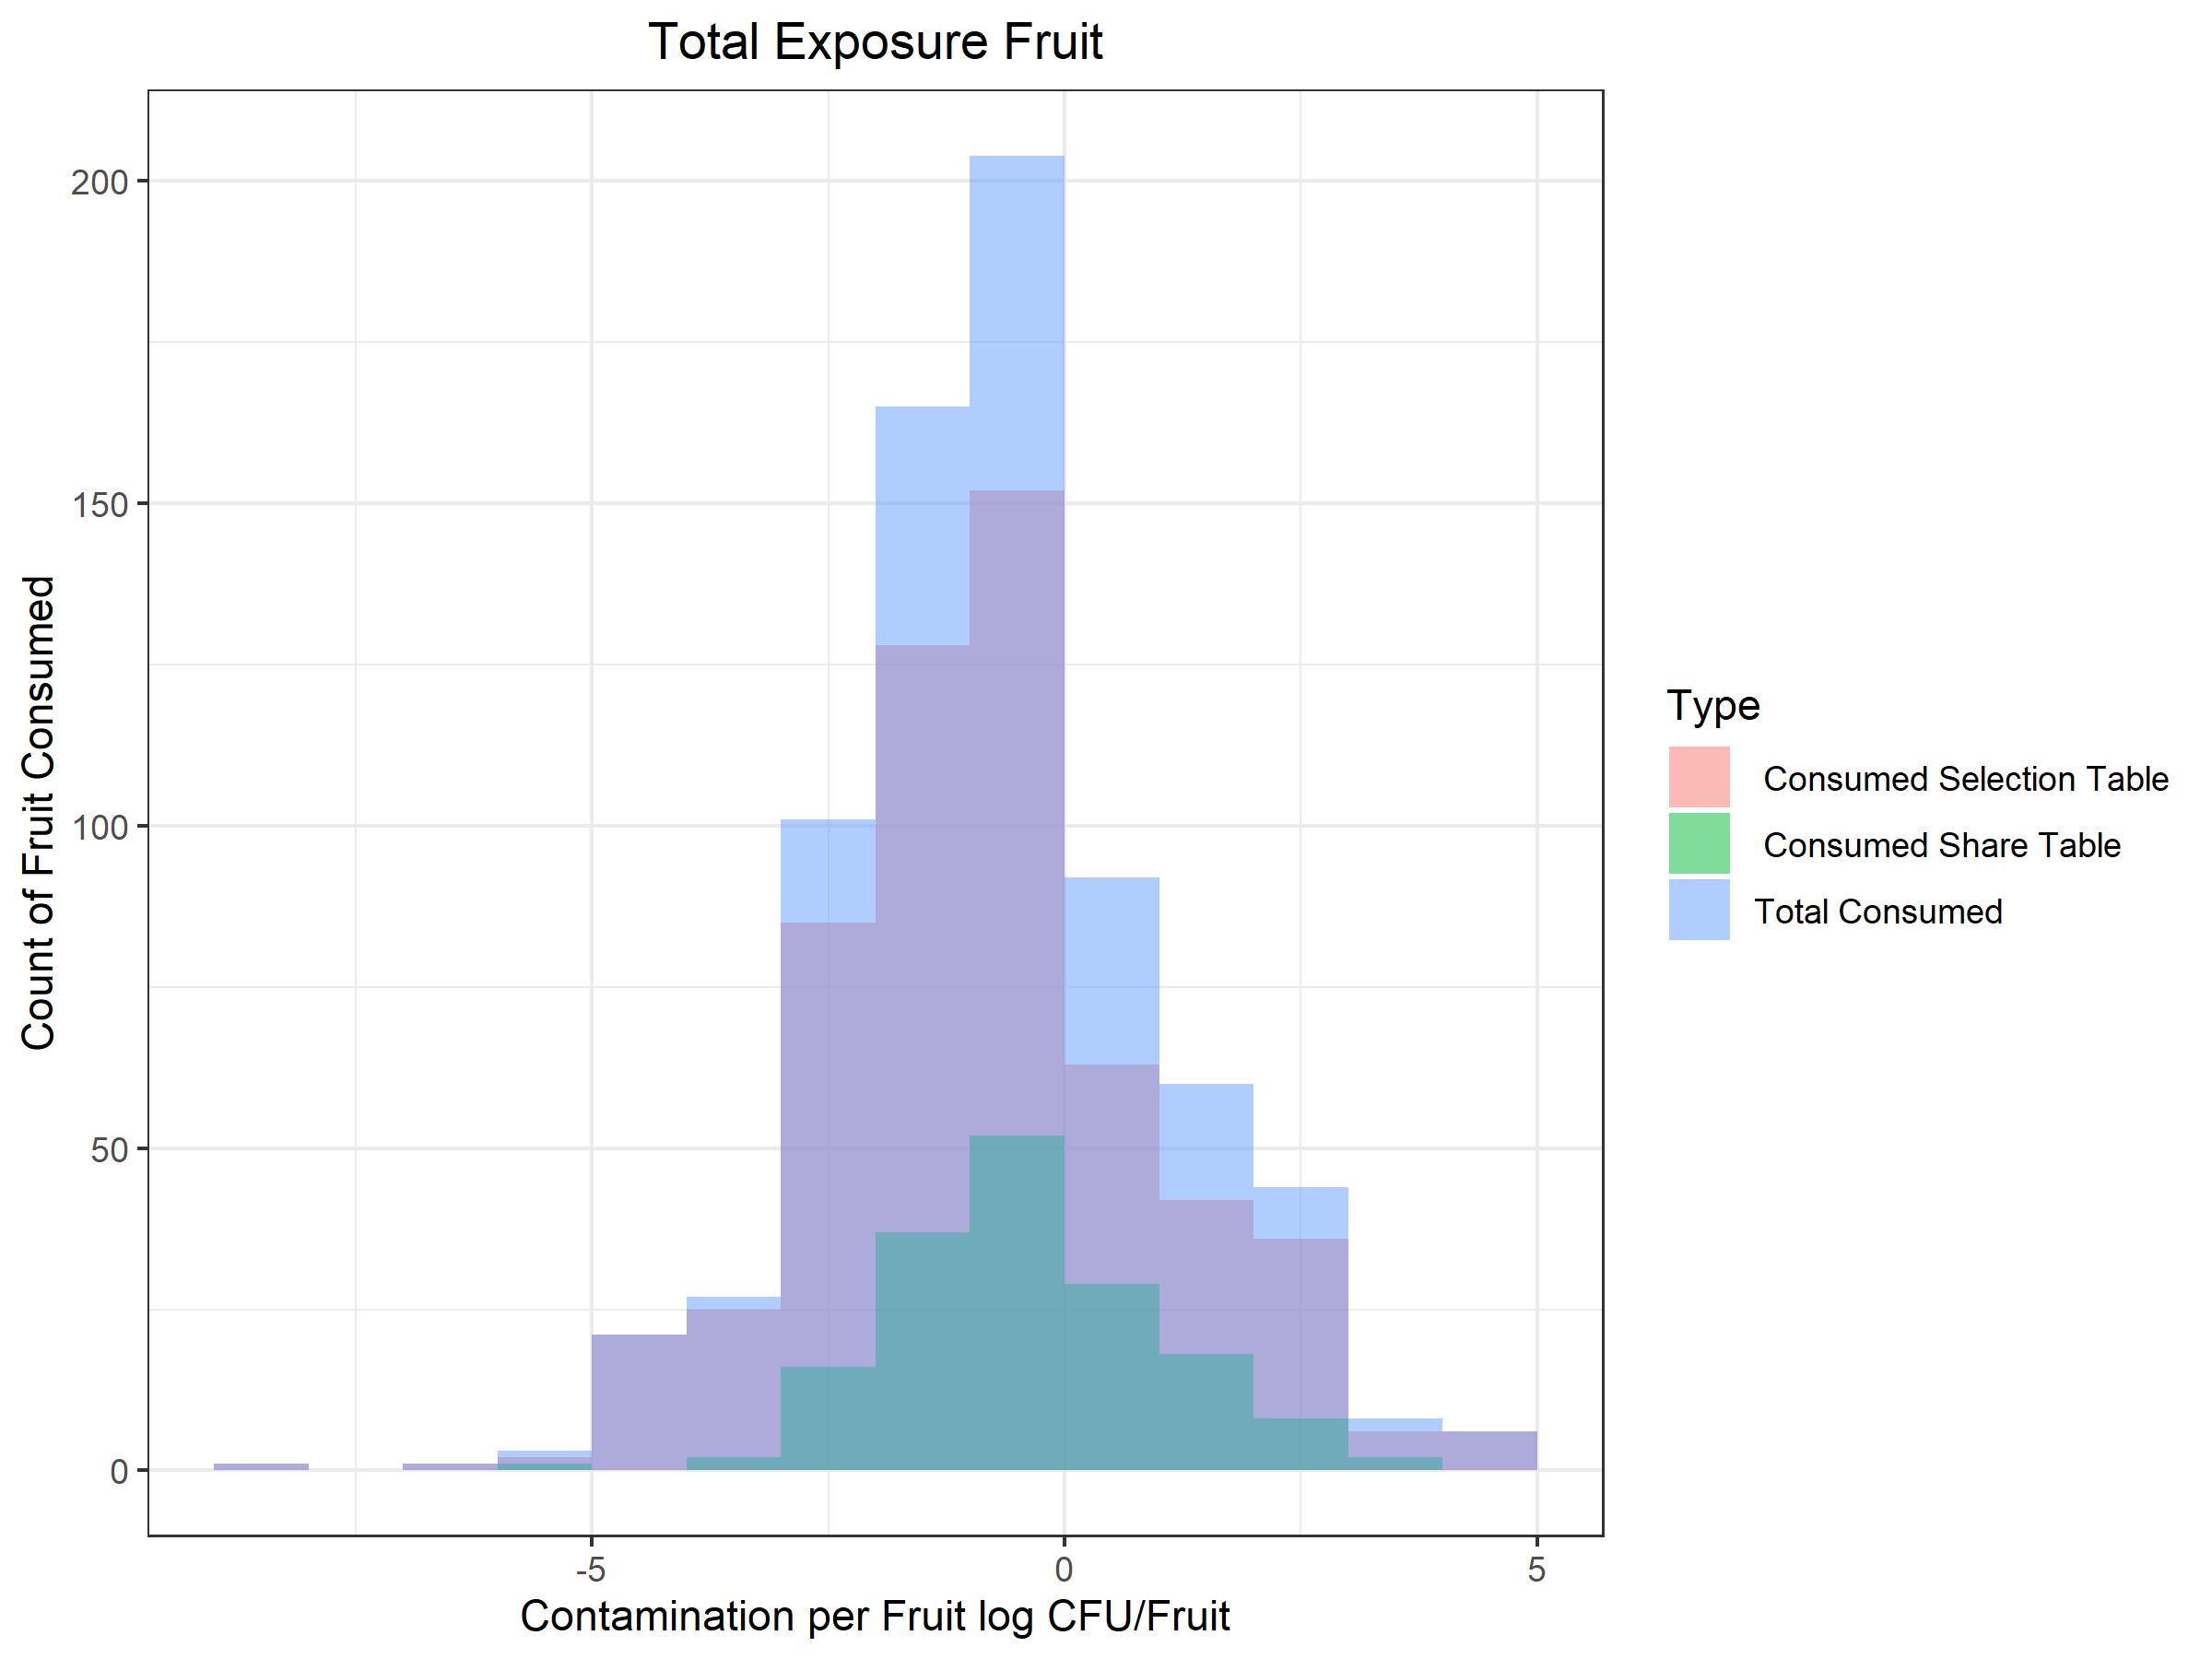 Total Exposure Fruit
200
150
100
50
0
Count of Fruit Consumed
-5
0
5
Contamination per Fruit log CFU/Fruit
Type
Consumed Selection Table
Consumed Share Table
Total Consumed